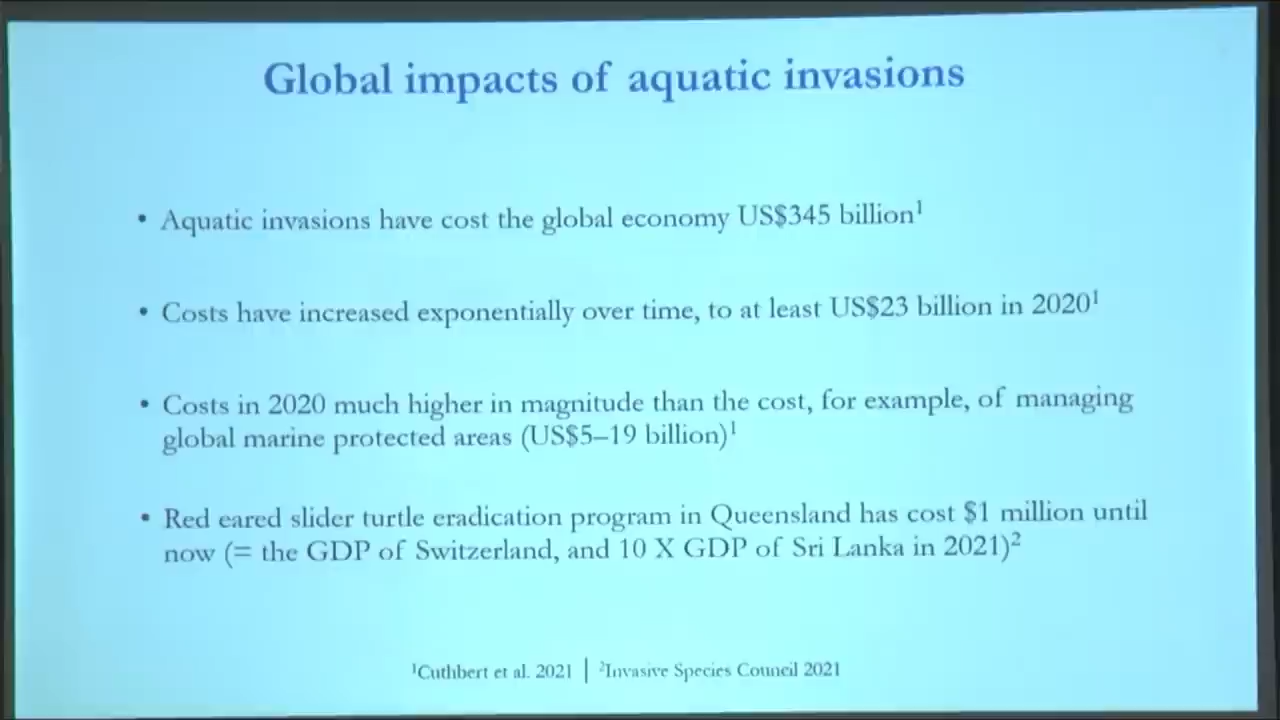 Global impacts of aquatic invasions
• Aquatic invasions have cost the global economy US$345 billion¹
• Costs have increased exponentially over time, to at least US$23 billion in 2020¹
• Costs in 2020 much higher in magnitude than the cost, for example, of managing
global marine protected areas (US$5–19 billion)¹
• Red eared slider turtle eradication program in Queensland has cost $1 million until
now (= the GDP of Switzerland, and 10 X GDP of Sri Lanka in 2021)²
¹Cuthbert et al. 2021 | ²Invasive Species Council 2021